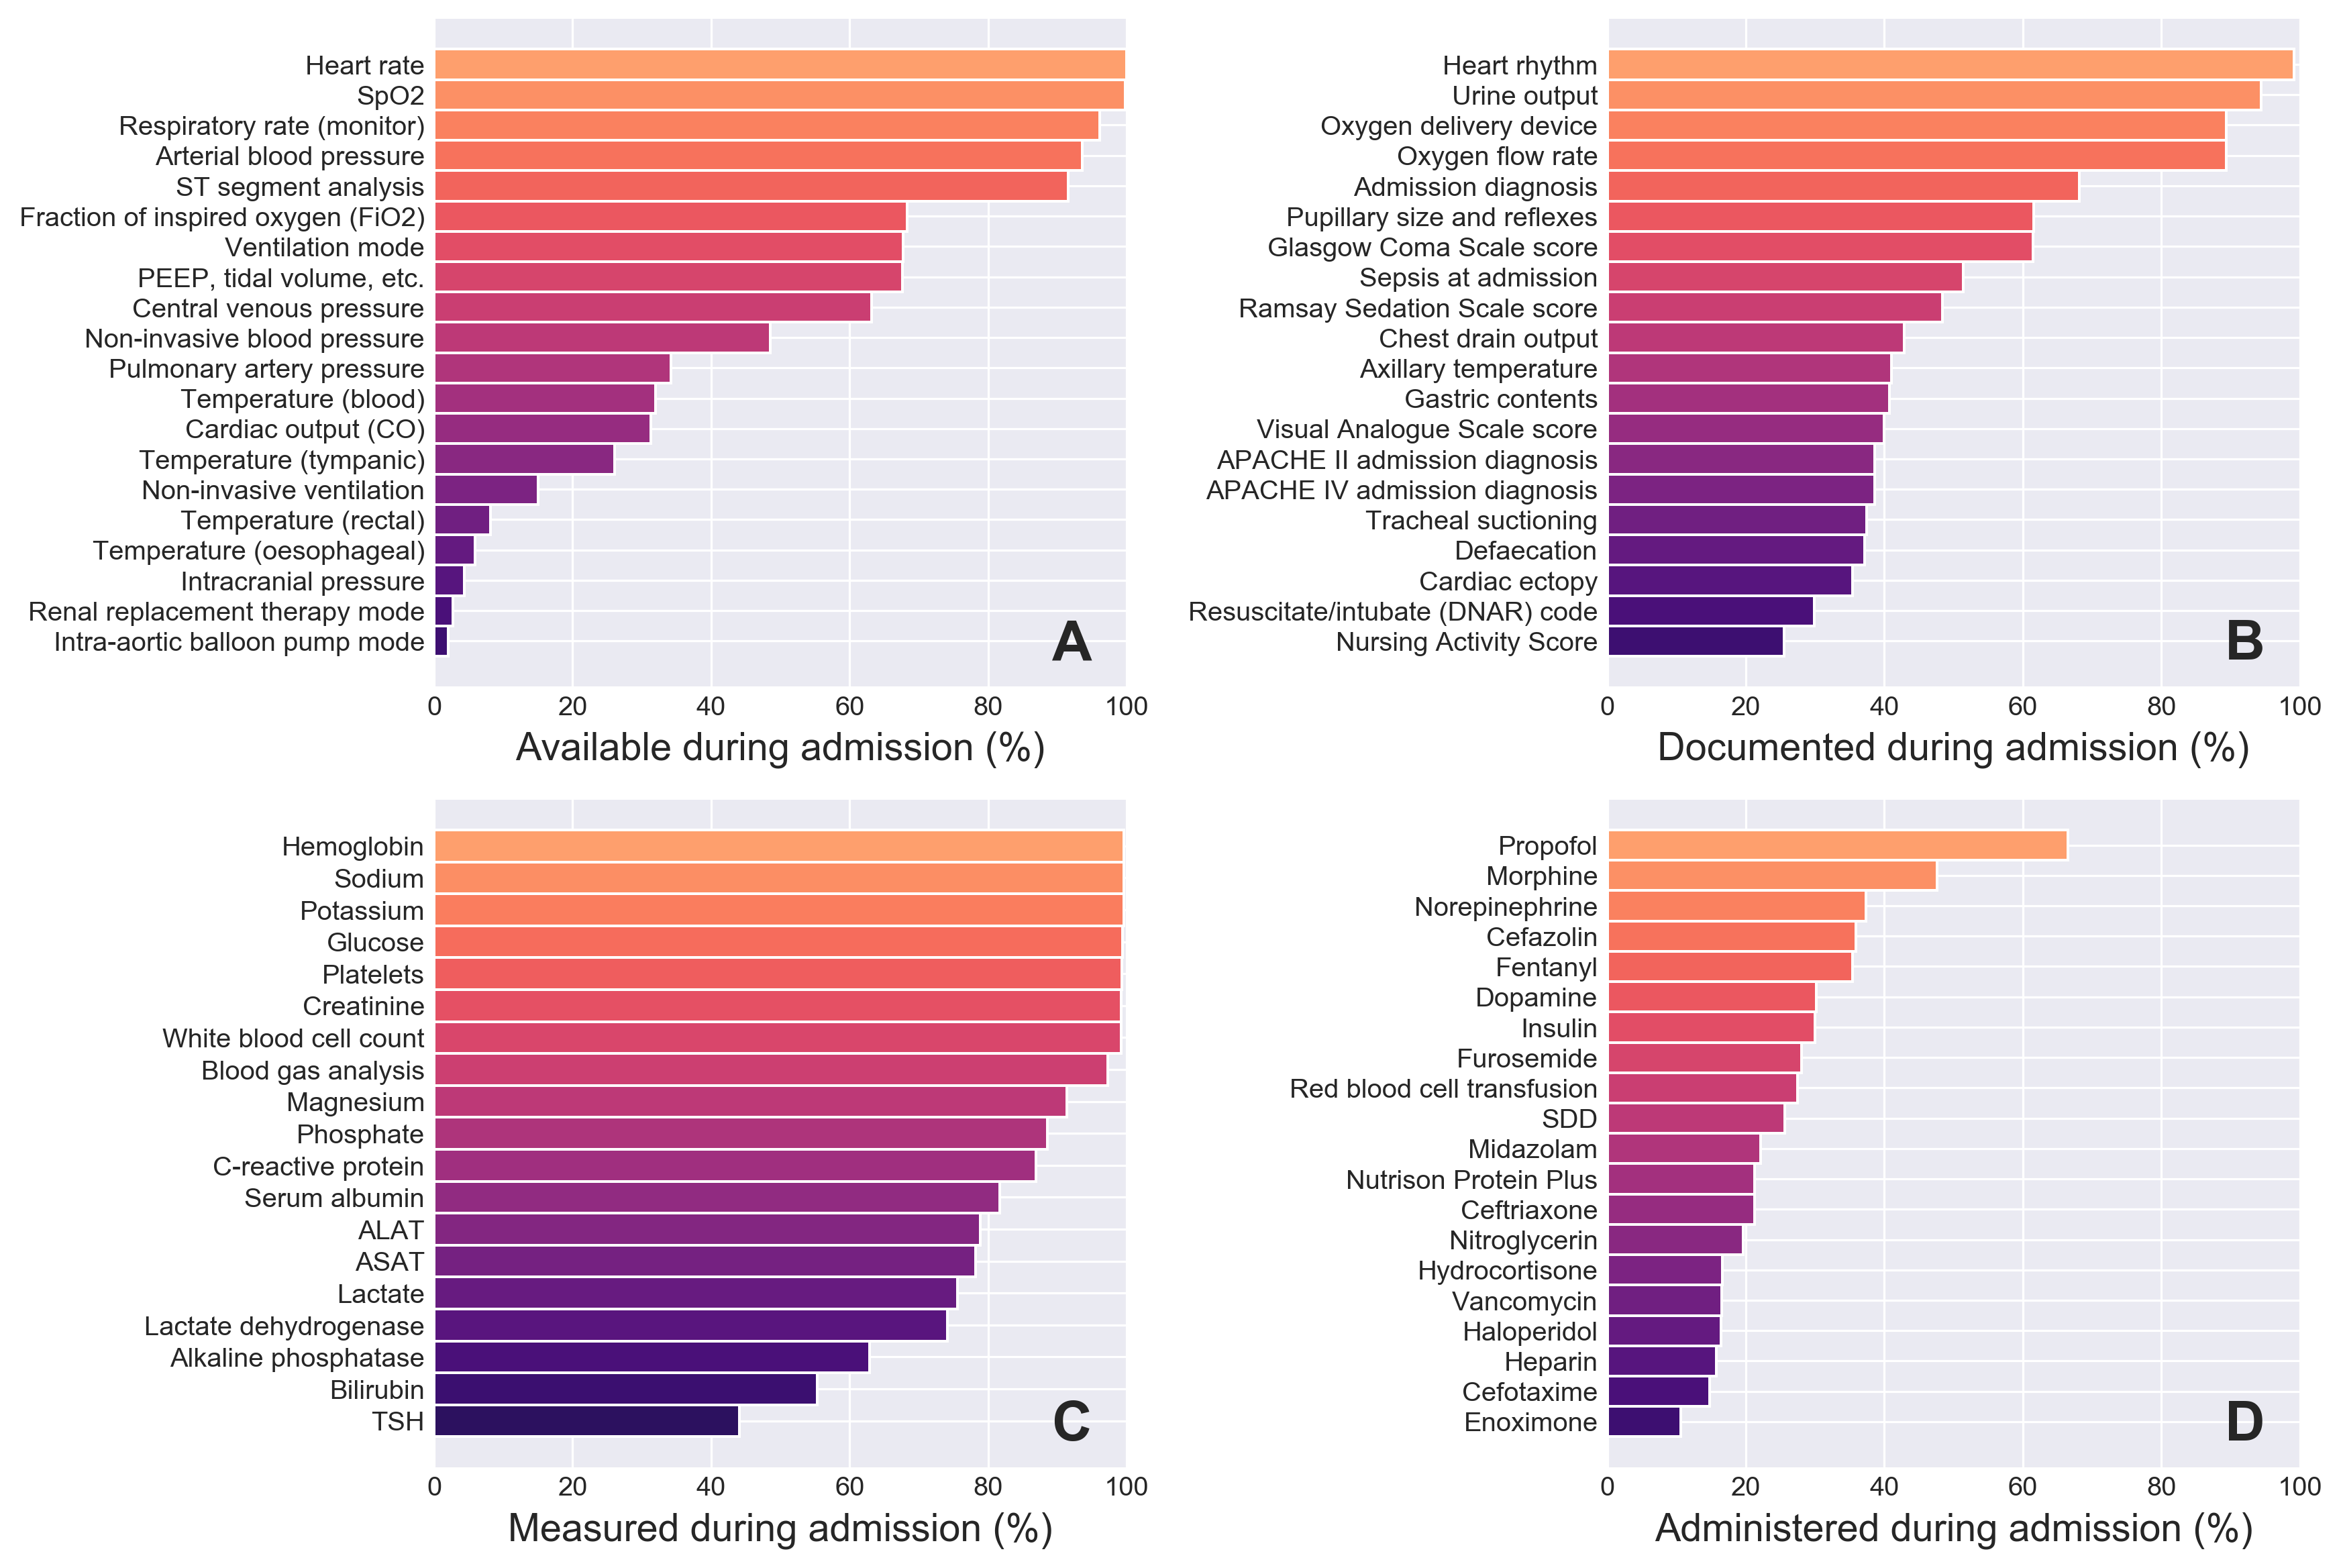 Heart rate
SpO2
Respiratory rate (monitor)
Arterial blood pressure
ST segment analysis
Fraction of inspired oxygen (FiO2)
Ventilation mode
PEEP, tidal volume, etc.
Central venous pressure
Non-invasive blood pressure
Pulmonary artery pressure
Temperature (blood)
Cardiac output (CO)
Temperature (tympanic)
Non-invasive ventilation
Temperature (rectal)
Temperature (oesophageal)
Intracranial pressure
Renal replacement therapy mode
Intra-aortic balloon pump mode
A
0 20 40 60 80 100
Available during admission (%)
Heart rhythm
Urine output
Oxygen delivery device
Oxygen flow rate
Admission diagnosis
Pupillary size and reflexes
Glasgow Coma Scale score
Sepsis at admission
Ramsay Sedation Scale score
Chest drain output
Axillary temperature
Gastric contents
Visual Analogue Scale score
APACHE II admission diagnosis
APACHE IV admission diagnosis
Tracheal suctioning
Defaecation
Cardiac ectopy
Resuscitate/intubate (DNAR) code
Nursing Activity Score
B
0 20 40 60 80 100
Documented during admission (%)
Hemoglobin
Sodium
Potassium
Glucose
Platelets
Creatinine
White blood cell count
Blood gas analysis
Magnesium
Phosphate
C-reactive protein
Serum albumin
ALAT
ASAT
Lactate
Lactate dehydrogenase
Alkaline phosphatase
Bilirubin
TSH
C
0 20 40 60 80 100
Measured during admission (%)
Propofol
Morphine
Norepinephrine
Cefazolin
Fentanyl
Dopamine
Insulin
Furosemide
Red blood cell transfusion
SDD
Midazolam
Nutrison Protein Plus
Ceftriaxone
Nitroglycerin
Hydrocortisone
Vancomycin
Haloperidol
Heparin
Cefotaxime
Enoximone
D
0 20 40 60 80 100
Administered during admission (%)